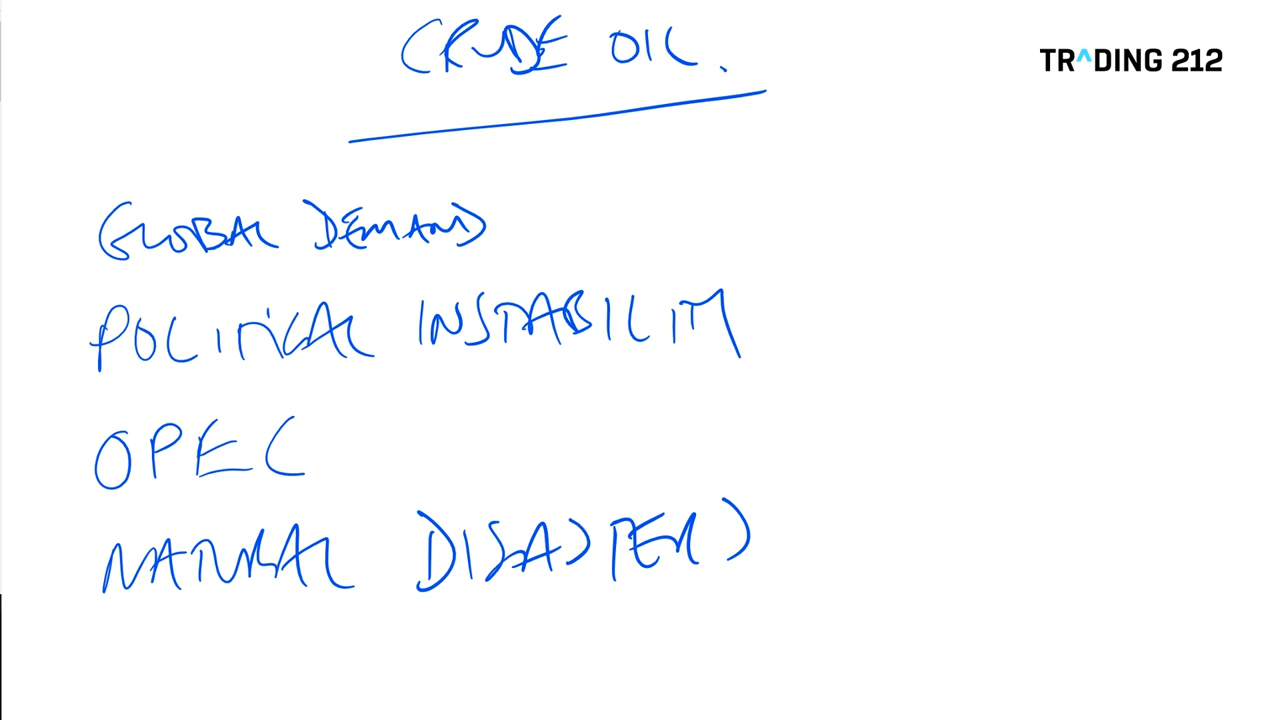 CRUDE OIL.
TRADING 212
GLOBAL DEMAND
POLITICAL INSTABILITY
OPEC
NATURAL DISASTERS